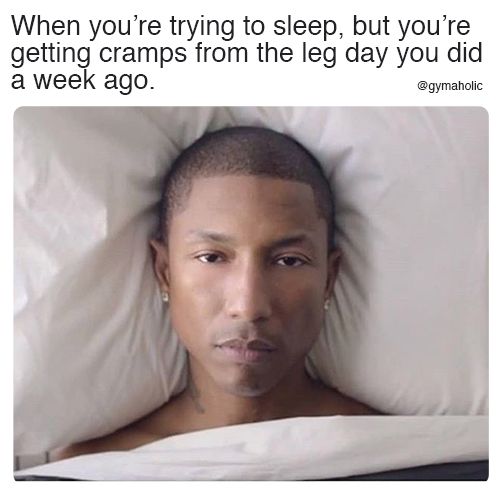 When you’re trying to sleep, but you’re
getting cramps from the leg day you did
a week ago.
@gymaholic